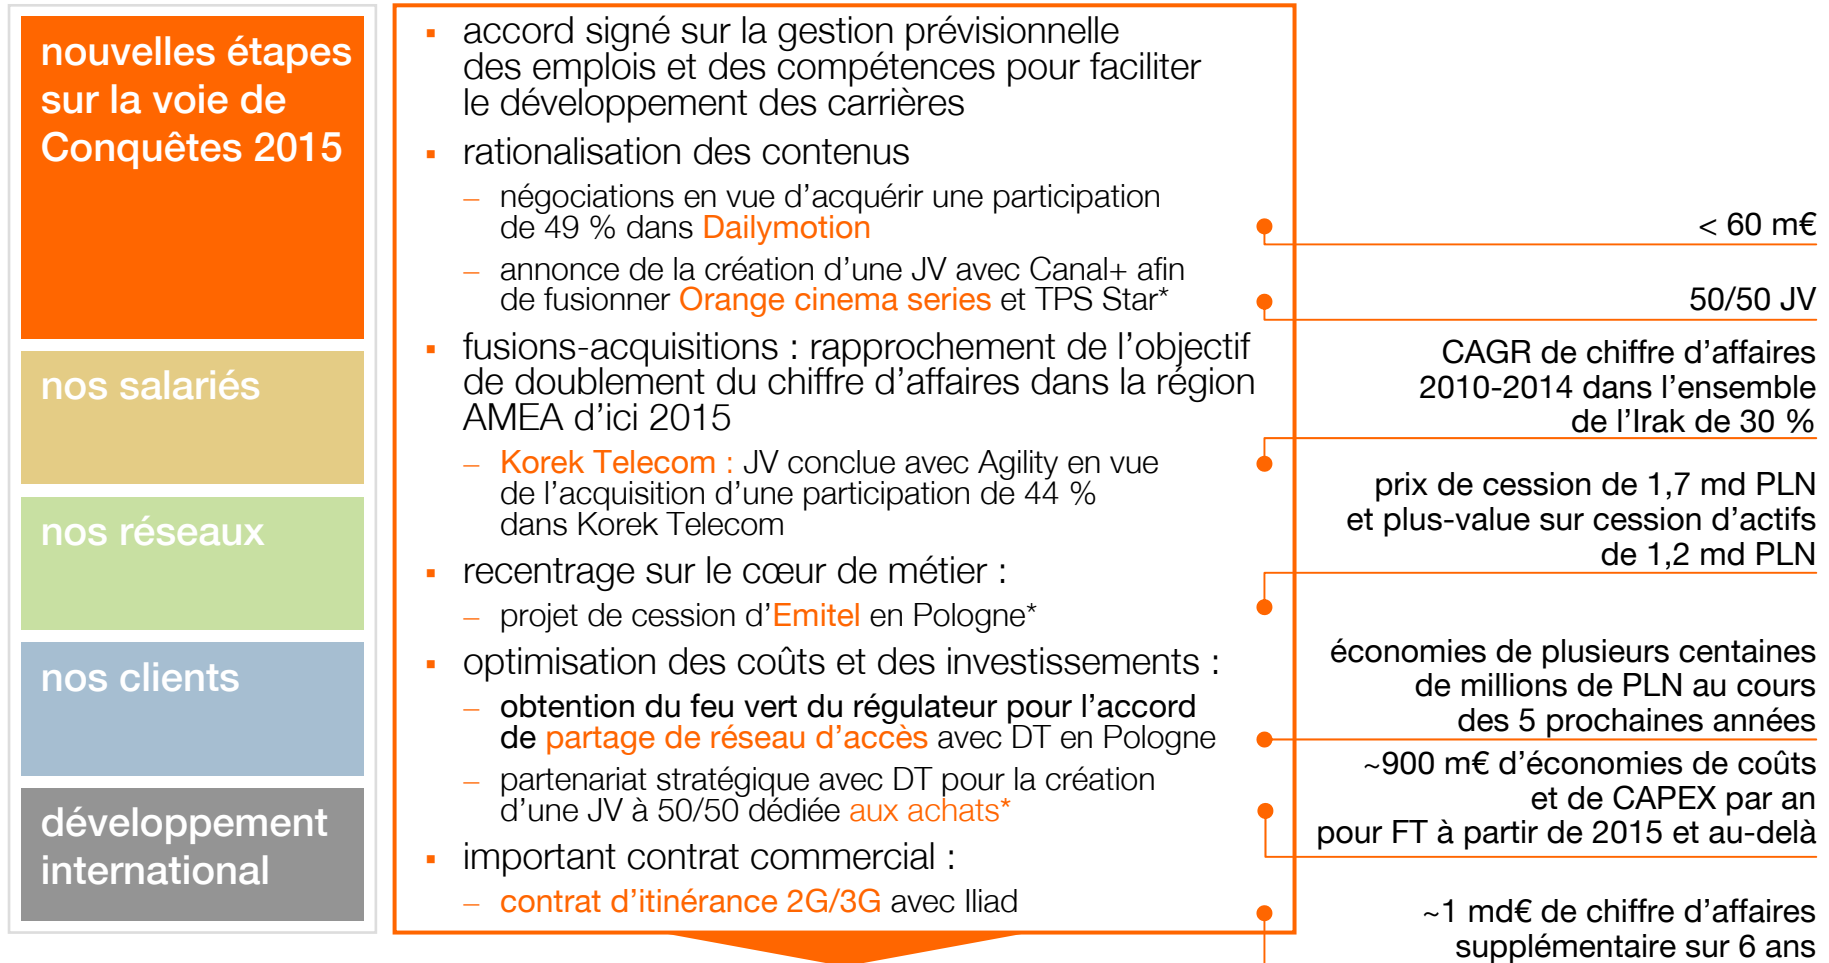 nouvelles étapes
sur la voie de
Conquêtes 2015
nos salariés
nos réseaux
nos clients
développement
international
▪ accord signé sur la gestion prévisionnelle
des emplois et des compétences pour faciliter
le développement des carrières
▪ rationalisation des contenus
– négociations en vue d’acquérir une participation
de 49 % dans Dailymotion
– annonce de la création d’une JV avec Canal+ afin
de fusionner Orange cinema series et TPS Star*
▪ fusions-acquisitions : rapprochement de l’objectif
de doublement du chiffre d’affaires dans la région
AMEA d’ici 2015
– Korek Telecom : JV conclue avec Agility en vue
de l’acquisition d’une participation de 44 %
dans Korek Telecom
▪ recentrage sur le cœur de métier :
– projet de cession d’Emitel en Pologne*
▪ optimisation des coûts et des investissements :
– obtention du feu vert du régulateur pour l’accord
de partage de réseau d’accès avec DT en Pologne
– partenariat stratégique avec DT pour la création
d’une JV à 50/50 dédiée aux achats*
▪ important contrat commercial :
– contrat d’itinérance 2G/3G avec Iliad
< 60 m€
50/50 JV
CAGR de chiffre d’affaires
2010-2014 dans l’ensemble
de l’Irak de 30 %
prix de cession de 1,7 md PLN
et plus-value sur cession d’actifs
de 1,2 md PLN
économies de plusieurs centaines
de millions de PLN au cours
des 5 prochaines années
~900 m€ d’économies de coûts
et de CAPEX par an
pour FT à partir de 2015 et au-delà
~1 md€ de chiffre d’affaires
supplémentaire sur 6 ans